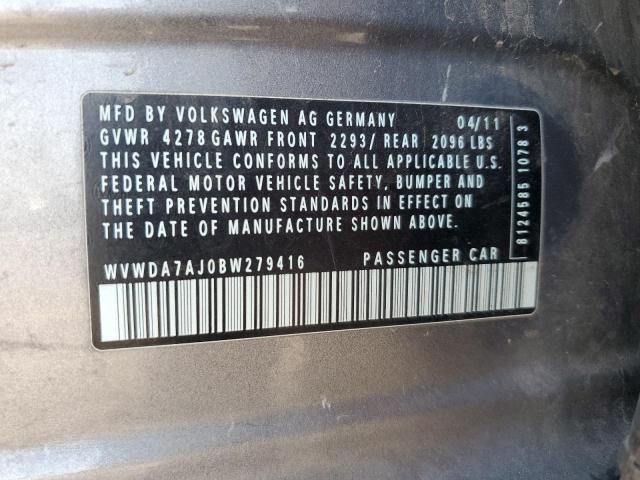 MFD BY VOLKSWAGEN AG GERMANY 04/11
GVWR 4278 GAWR FRONT 2293/ REAR 2096 LBS
THIS VEHICLE CONFORMS TO ALL APPLICABLE U.S.
FEDERAL MOTOR VEHICLE SAFETY, BUMPER AND
THEFT PREVENTION STANDARDS IN EFFECT ON
THE DATE OF MANUFACTURE SHOWN ABOVE.
WVWDA7AJ0BW279416 PASSENGER CAR
8124585 1078 3